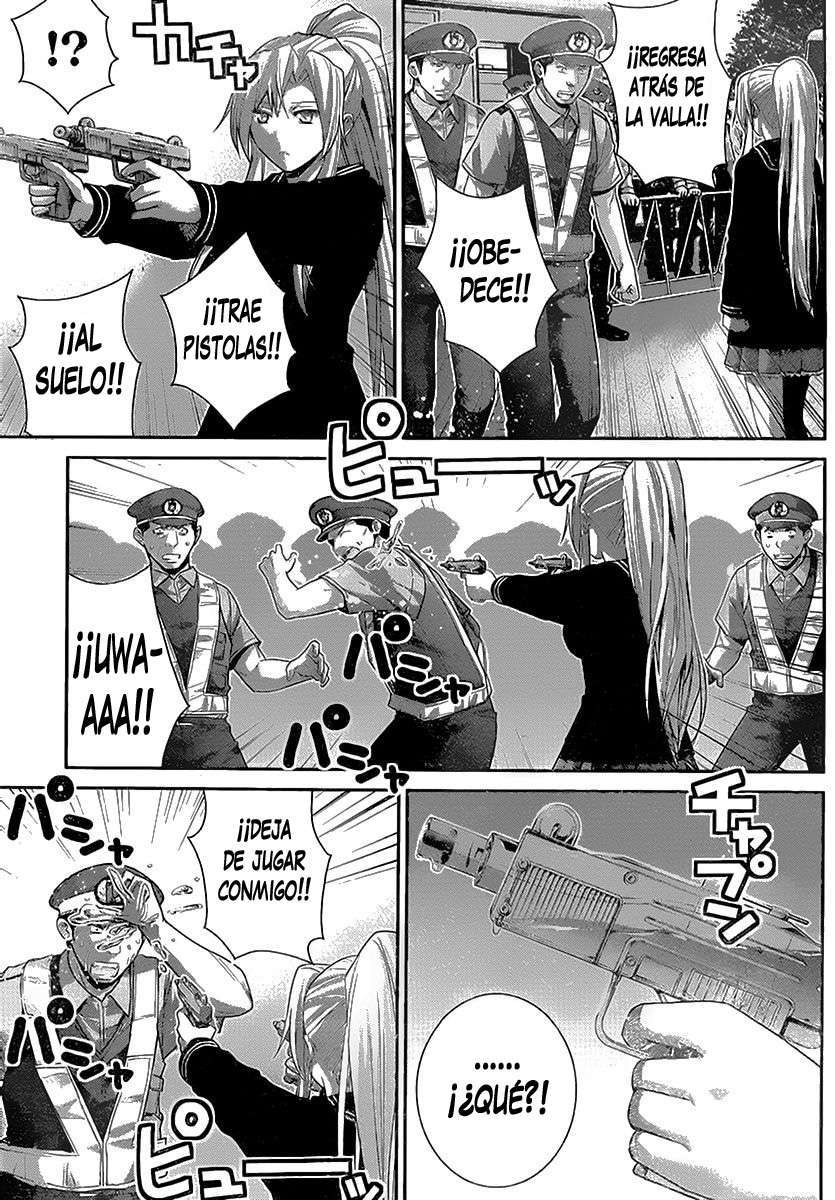 ¡¡REGRESA
ATRÁS DE
LA VALLA!!
¡¡OBE-
DECE!!
カチャ
!?
¡¡TRAE
PISTOLAS!!
¡¡AL
SUELO!!
ピューーッ
パシャ
パシャ
¡¡UWA-
AAA!!
チャプン
......
¡¿QUÉ?!
¡¡DEJA
DE JUGAR
CONMIGO!!
パシャ
パシャ
ピューー